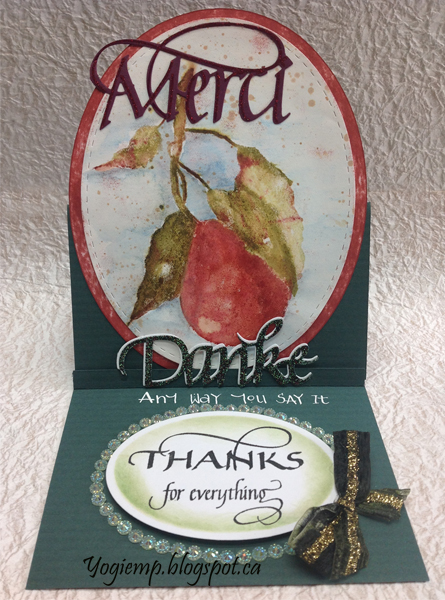 Merci
Danke
Any way you say it
THANKS
for everything
Yogiemp.blogspot.ca